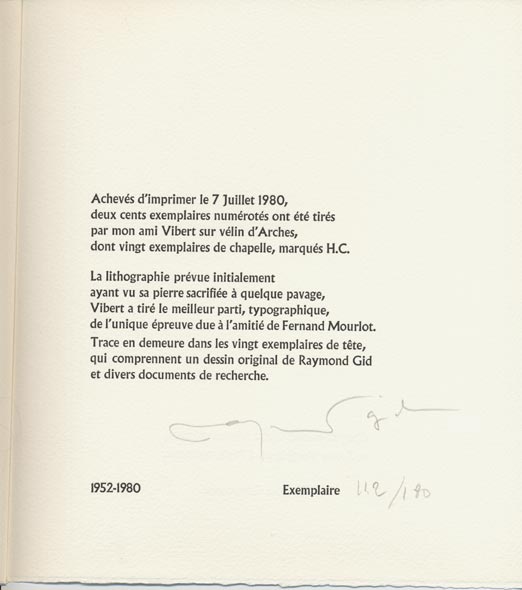 Achevés d'imprimer le 7 Juillet 1980,
deux cents exemplaires numérotés ont été tirés
par mon ami Vibert sur vélin d'Arches,
dont vingt exemplaires de chapelle, marqués H.C.
La lithographie prévue initialement
ayant vu sa pierre sacrifiée à quelque pavage,
Vibert a tiré le meilleur parti, typographique,
de l'unique épreuve due à l'amitié de Fernand Mourlot.
Trace en demeure dans les vingt exemplaires de tête,
qui comprennent un dessin original de Raymond Gid
et divers documents de recherche.
Raymond Gid
1952-1980 Exemplaire 112/180